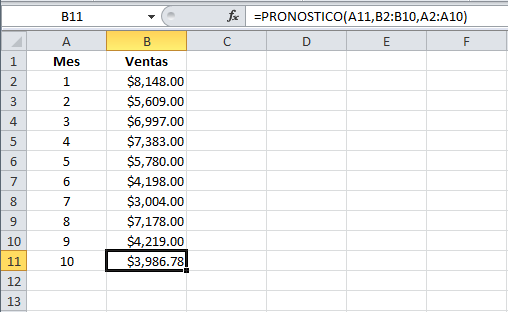 B11 fx =PRONOSTICO(A11,B2:B10,A2:A10)
A B C D E F
1 Mes Ventas
2 1 $8,148.00
3 2 $5,609.00
4 3 $6,997.00
5 4 $7,383.00
6 5 $5,780.00
7 6 $4,198.00
8 7 $3,004.00
9 8 $7,178.00
10 9 $4,219.00
11 10 $3,986.78
12
13